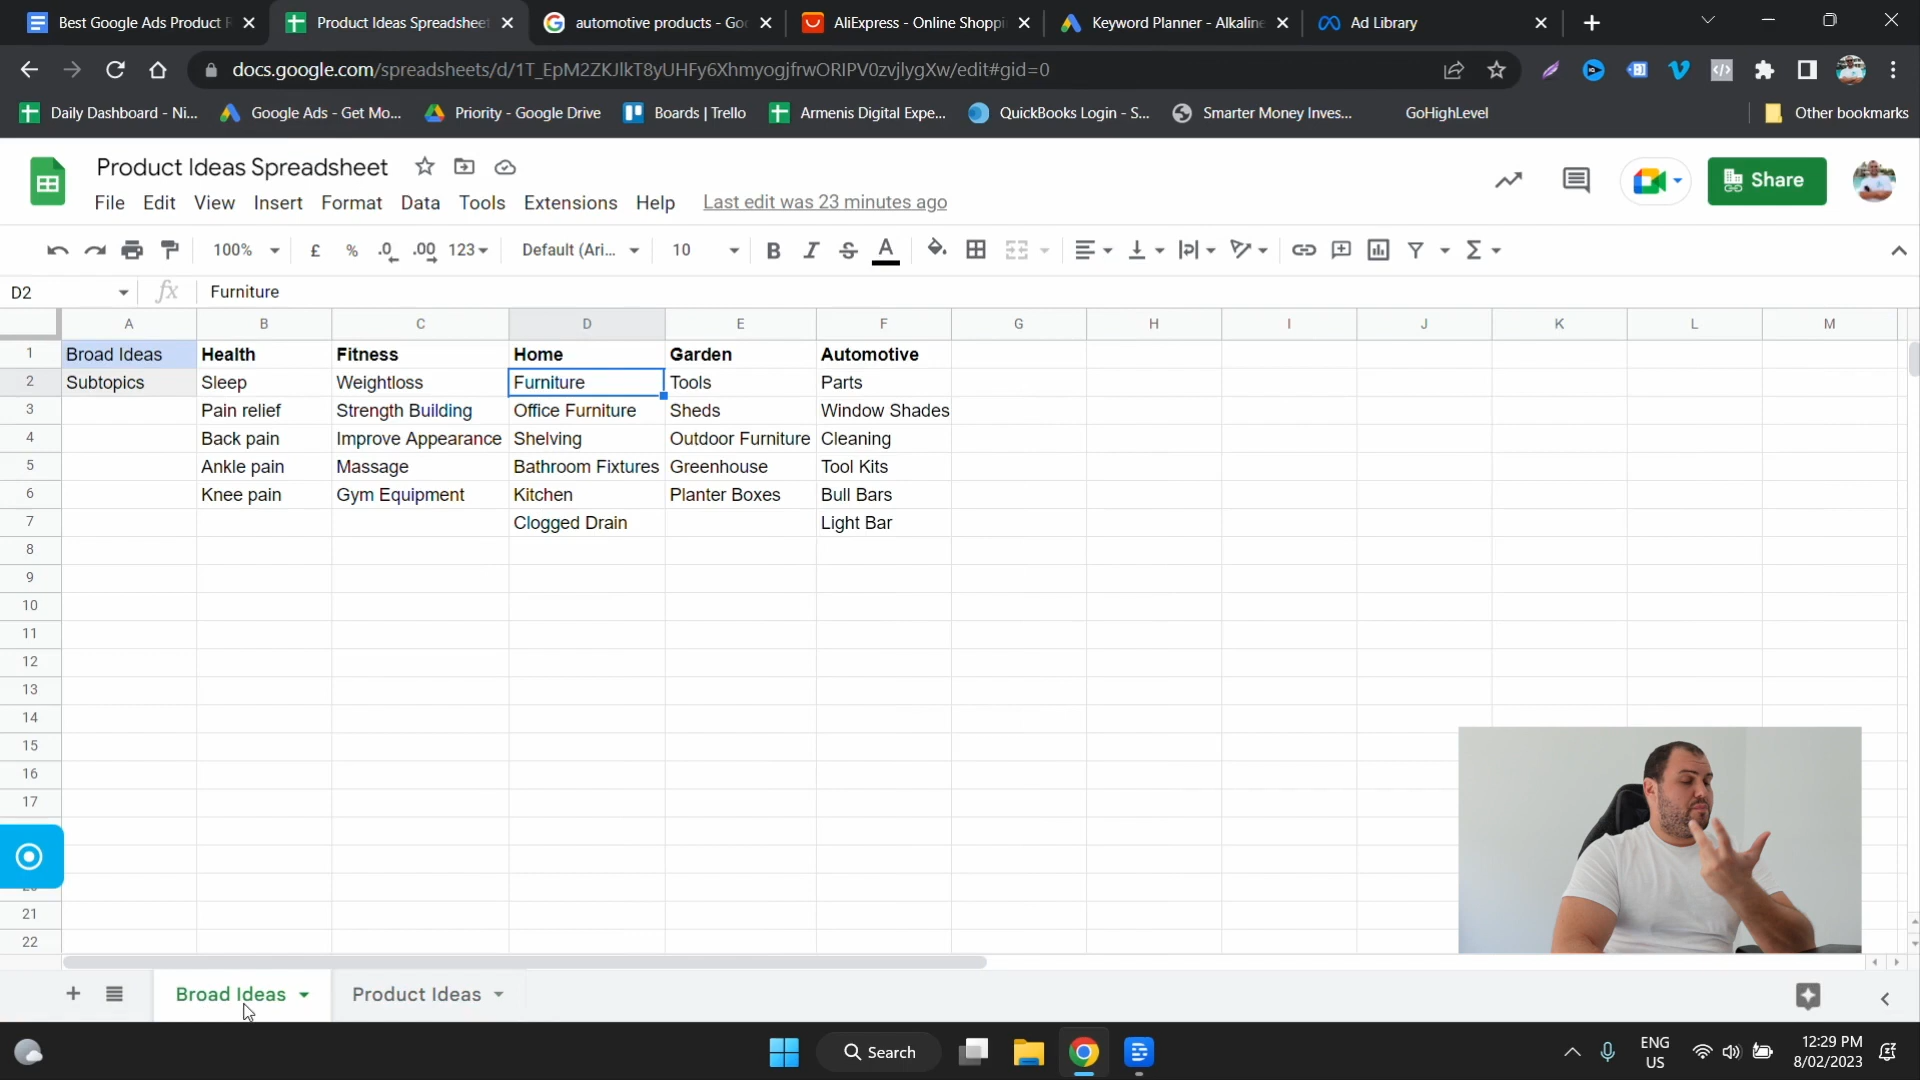 Best Google Ads Product R
Product Ideas Spreadsheet
automotive products - Goo
AliExpress - Online Shoppi
Keyword Planner - Alkaline
Ad Library
docs.google.com/spreadsheets/d/1T_EpM2ZKJlkT8yUHFy6XhmyogjfrwORIPV0zvjlygXw/edit#gid=0
Daily Dashboard - Ni...
Google Ads - Get Mo...
Priority - Google Drive
Boards | Trello
Armenis Digital Expe...
QuickBooks Login - S...
Smarter Money Inves...
GoHighLevel
Other bookmarks
Product Ideas Spreadsheet
File Edit View Insert Format Data Tools Extensions Help Last edit was 23 minutes ago
Share
100% £ % .0 .00 123 Default (Ari... 10 B I S A Σ
D2 fx Furniture
A B C D E F G H I J K L M
1 Broad Ideas Health Fitness Home Garden Automotive
2 Subtopics Sleep Weightloss Furniture Tools Parts
3 Pain relief Strength Building Office Furniture Sheds Window Shades
4 Back pain Improve Appearance Shelving Outdoor Furniture Cleaning
5 Ankle pain Massage Bathroom Fixtures Greenhouse Tool Kits
6 Knee pain Gym Equipment Kitchen Planter Boxes Bull Bars
7 Clogged Drain Light Bar
8
9
10
11
12
13
14
15
16
17
21
22
Broad Ideas
Product Ideas
Search
ENG
US
12:29 PM
8/02/2023